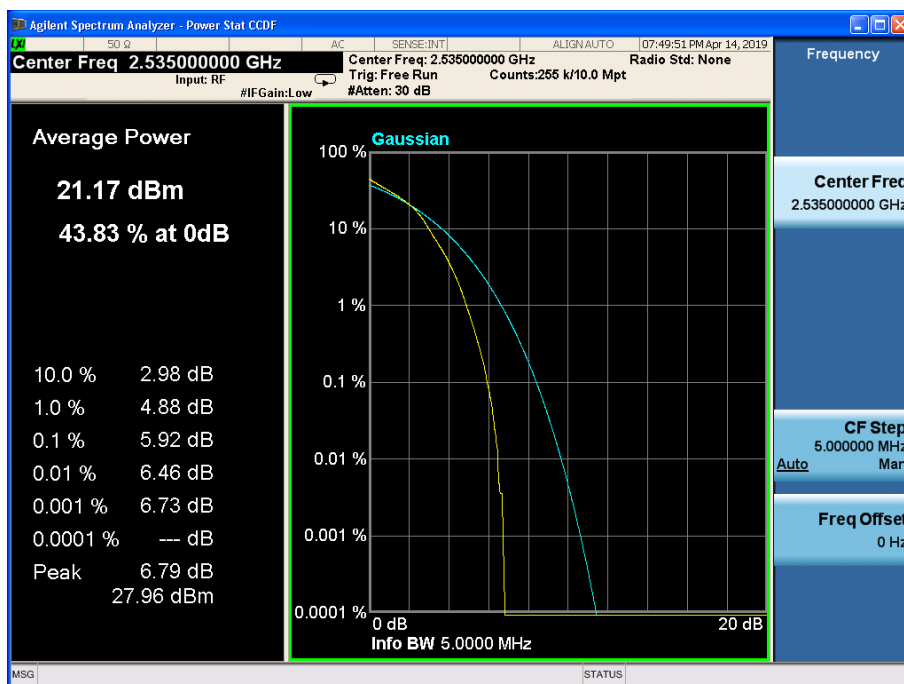 Agilent Spectrum Analyzer - Power Stat CCDF
LXI 50 Ω AC SENSE:INT ALIGN AUTO 07:49:51 PM Apr 14, 2019
Center Freq 2.535000000 GHz
Input: RF
#IFGain:Low
Center Freq: 2.535000000 GHz Radio Std: None
Trig: Free Run Counts:255 k/10.0 Mpt
#Atten: 30 dB
Average Power
21.17 dBm
43.83 % at 0dB
10.0 % 2.98 dB
1.0 % 4.88 dB
0.1 % 5.92 dB
0.01 % 6.46 dB
0.001 % 6.73 dB
0.0001 % --- dB
Peak 6.79 dB
27.96 dBm
Gaussian
100 %
10 %
1 %
0.1 %
0.01 %
0.001 %
0.0001 %
0 dB 20 dB
Info BW 5.0000 MHz
Frequency
Center Freq
2.535000000 GHz
CF Step
5.000000 MHz
Auto Man
Freq Offset
0 Hz
MSG STATUS